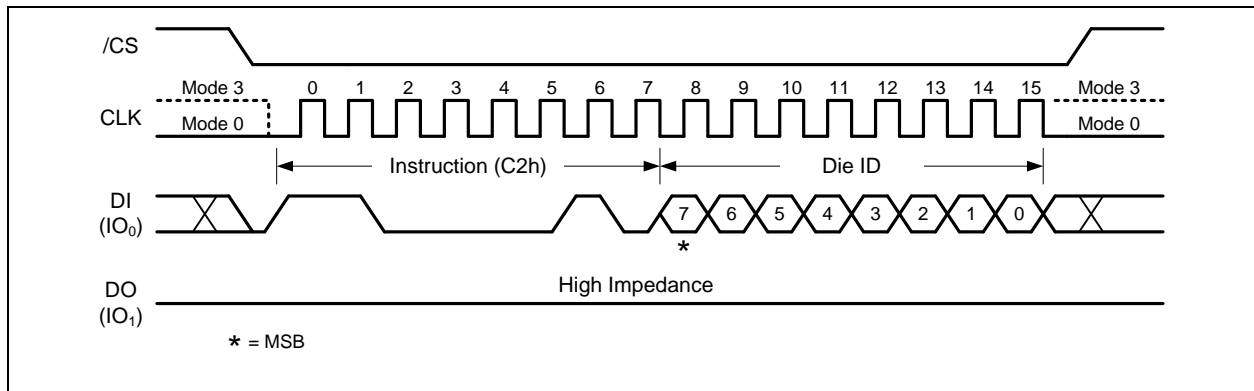 /CS
Mode 3 0 1 2 3 4 5 6 7 8 9 10 11 12 13 14 15 Mode 3
CLK
Mode 0 Mode 0
Instruction (C2h) Die ID
DI
(IO₀)
7 6 5 4 3 2 1 0
*
High Impedance
DO
(IO₁)
* = MSB